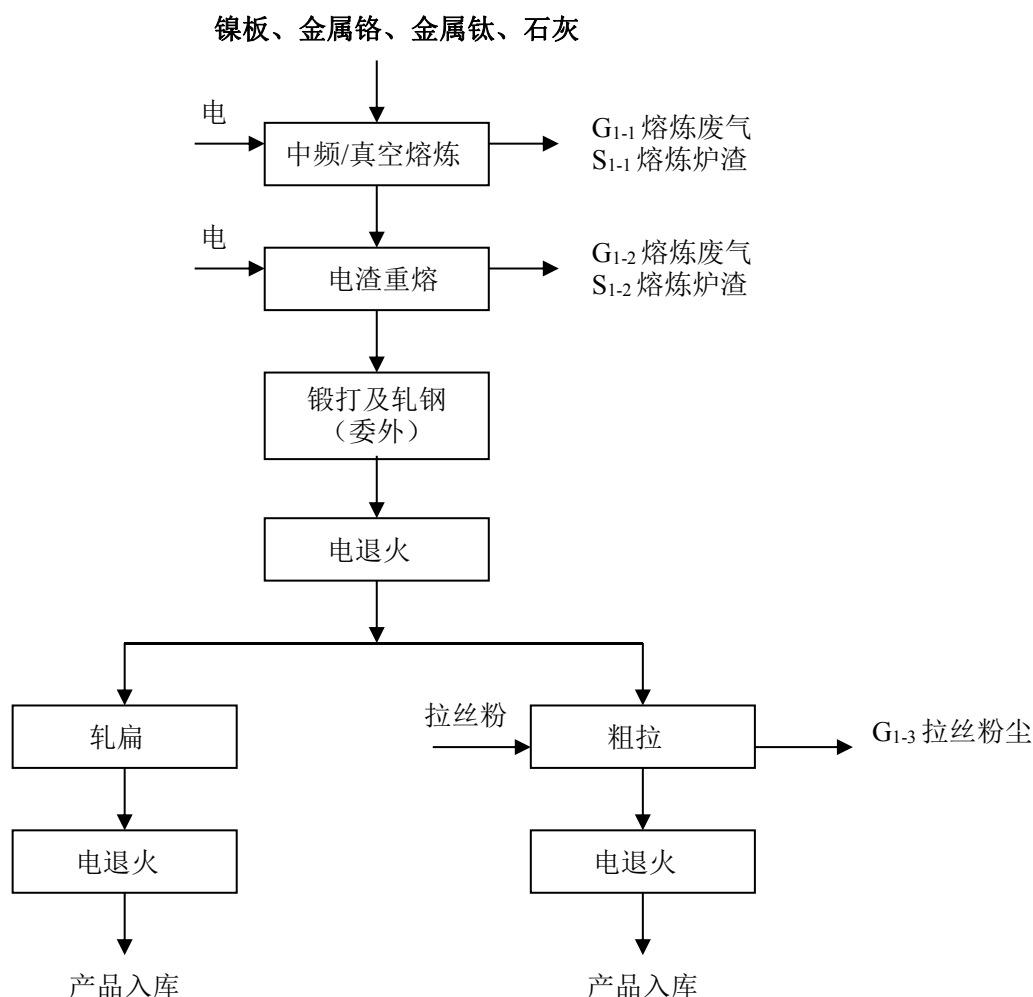 镍板、金属铬、金属钛、石灰
电
中频/真空熔炼
G1-1 熔炼废气
S1-1 熔炼炉渣
电
电渣重熔
G1-2 熔炼废气
S1-2 熔炼炉渣
锻打及轧钢
（委外）
电退火
轧扁
拉丝粉
粗拉
G1-3 拉丝粉尘
电退火
电退火
产品入库
产品入库